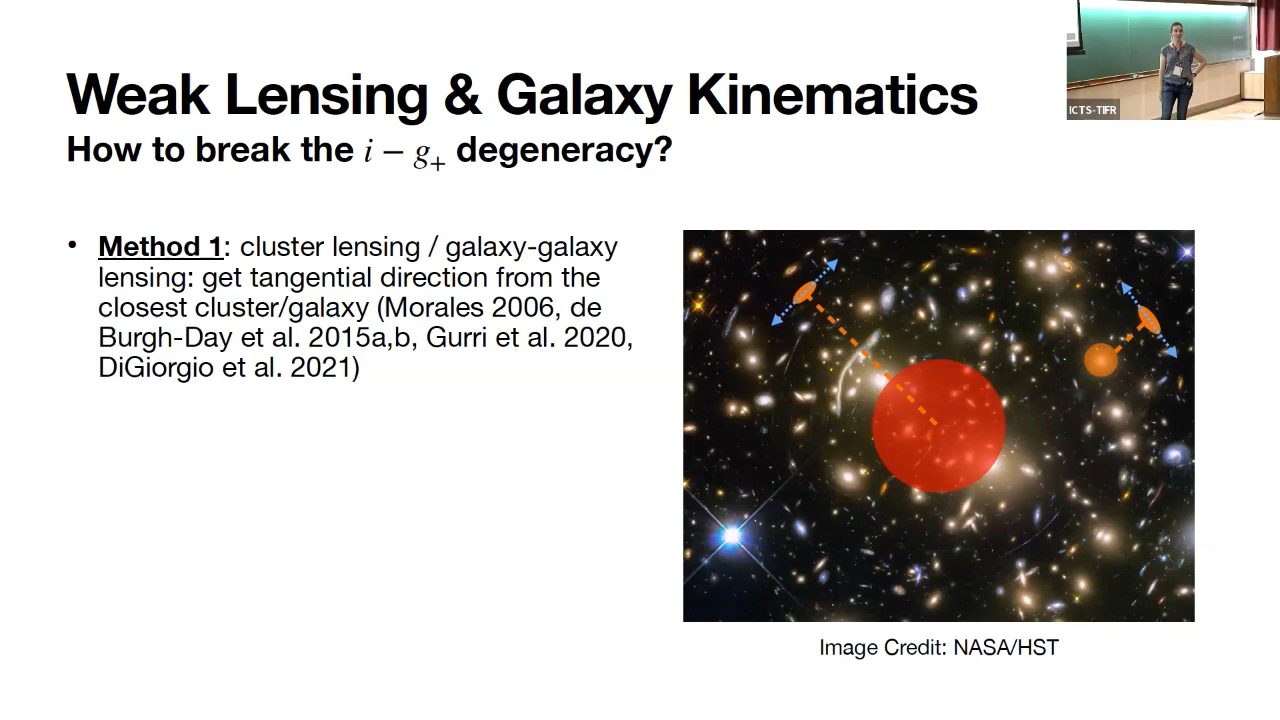 Weak Lensing & Galaxy Kinematics
How to break the i − g₊ degeneracy?
• Method 1: cluster lensing / galaxy-galaxy
lensing: get tangential direction from the
closest cluster/galaxy (Morales 2006, de
Burgh-Day et al. 2015a,b, Gurri et al. 2020,
DiGiorgio et al. 2021)
Image Credit: NASA/HST
ICTS-TIFR